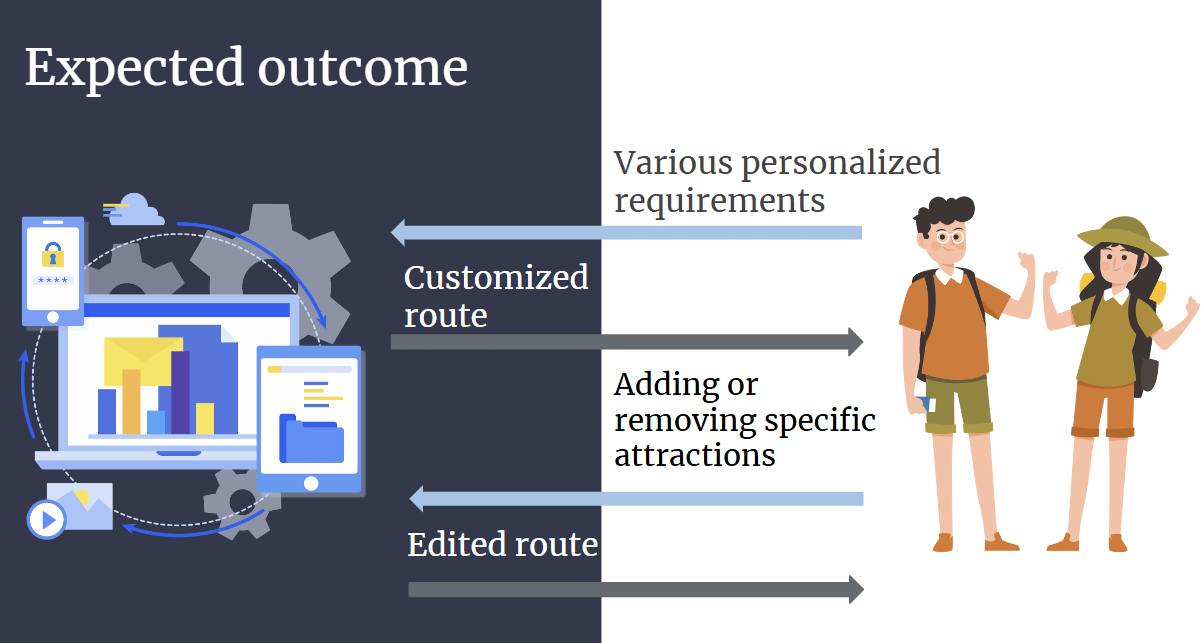 Expected outcome
Various personalized
requirements
Customized
route
Adding or
removing specific
attractions
Edited route
****